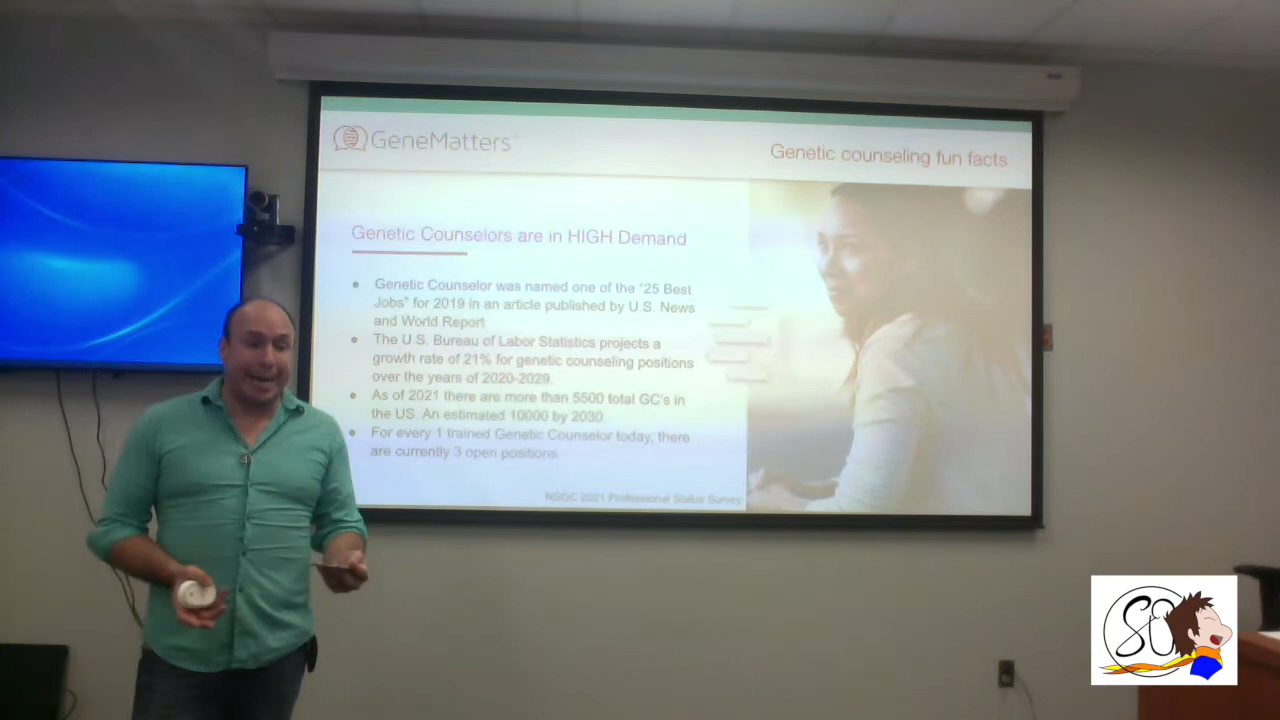 GeneMatters
Genetic counseling fun facts
Genetic Counselors are in HIGH Demand
• Genetic Counselor was named one of the "25 Best
Jobs" for 2019 in an article published by U.S. News
and World Report
• The U.S. Bureau of Labor Statistics projects a
growth rate of 21% for genetic counseling positions
over the years of 2020-2029.
• As of 2021 there are more than 5500 total GC's in
the US. An estimated 10000 by 2030.
• For every 1 trained Genetic Counselor today, there
are currently 3 open positions.
NSGC 2021 Professional Status Survey